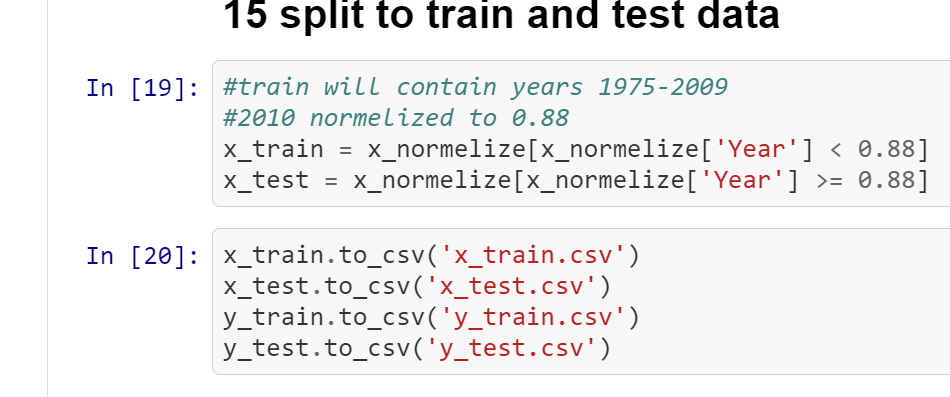 15 split to train and test data
In [19]:
#train will contain years 1975-2009
#2010 normelized to 0.88
x_train = x_normelize[x_normelize['Year'] < 0.88]
x_test = x_normelize[x_normelize['Year'] >= 0.88]
In [20]:
x_train.to_csv('x_train.csv')
x_test.to_csv('x_test.csv')
y_train.to_csv('y_train.csv')
y_test.to_csv('y_test.csv')